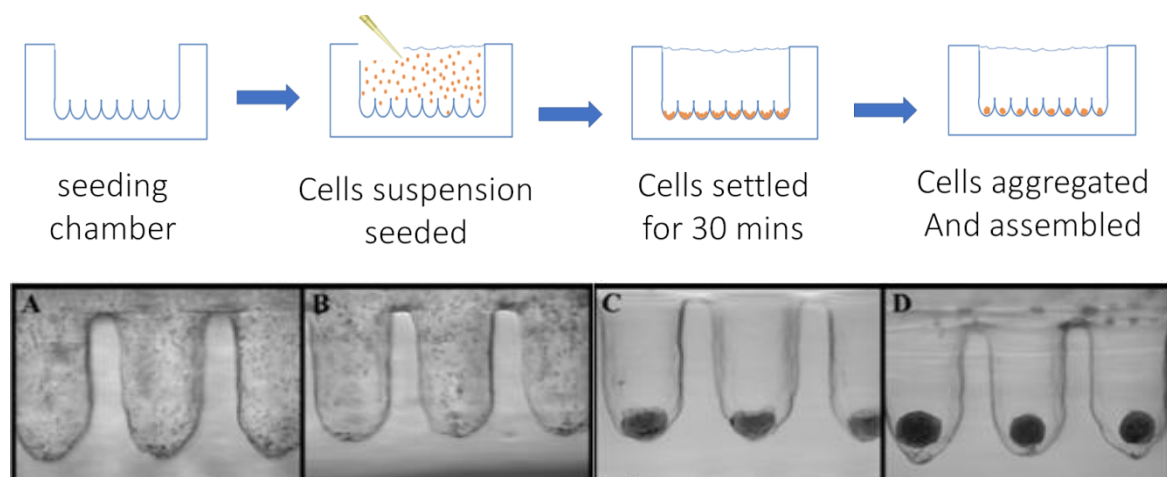 seeding
chamber
Cells suspension
seeded
Cells settled
for 30 mins
Cells aggregated
And assembled
A
B
C
D